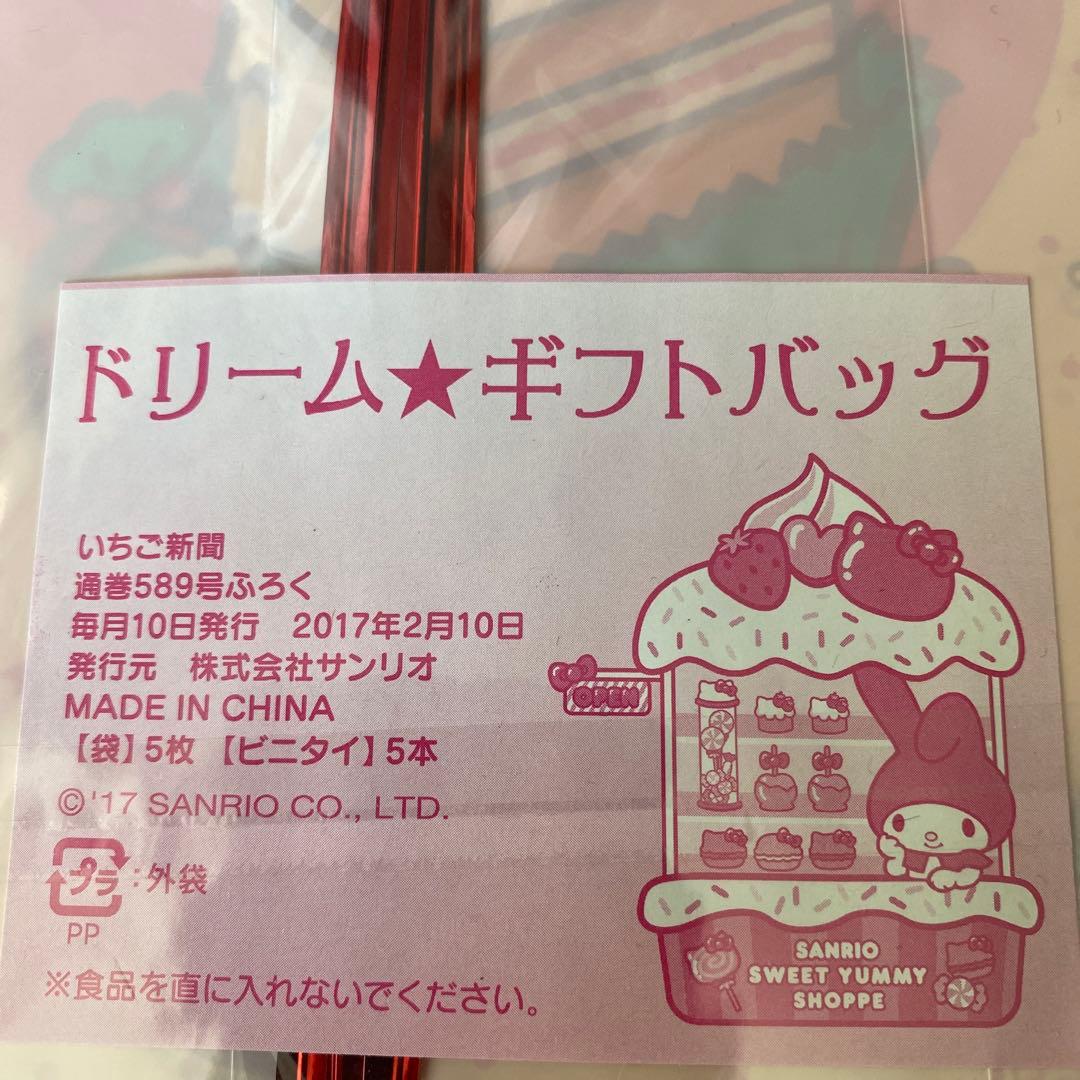 ドリーム★ギフトバッグ
いちご新聞
通巻589号ふろく
毎月10日発行　2017年2月10日
発行元　株式会社サンリオ
MADE IN CHINA
【袋】5枚 【ビニタイ】5本
© '17 SANRIO CO., LTD.
プラ:外袋
PP
※食品を直に入れないでください。
OPEN
SANRIO
SWEET YUMMY
SHOPPE